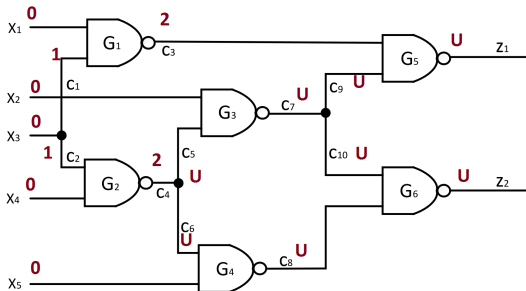 0 2
X1 G1 U
1 C3 G5 Z1
0 C1 U C9 U
X2 G3 C7
0
X3
1 C2 2 C5 C10 U
0 G2 C4 U U
X4 G6 Z2
C6
U U
0 G4 C8
X5